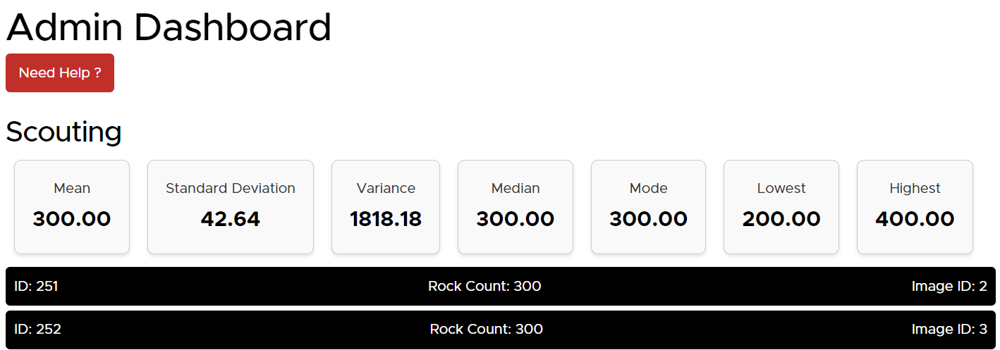 Admin Dashboard
Need Help ?
Scouting
Mean Standard Deviation Variance Median Mode Lowest Highest
300.00 42.64 1818.18 300.00 300.00 200.00 400.00
ID: 251 Rock Count: 300 Image ID: 2
ID: 252 Rock Count: 300 Image ID: 3